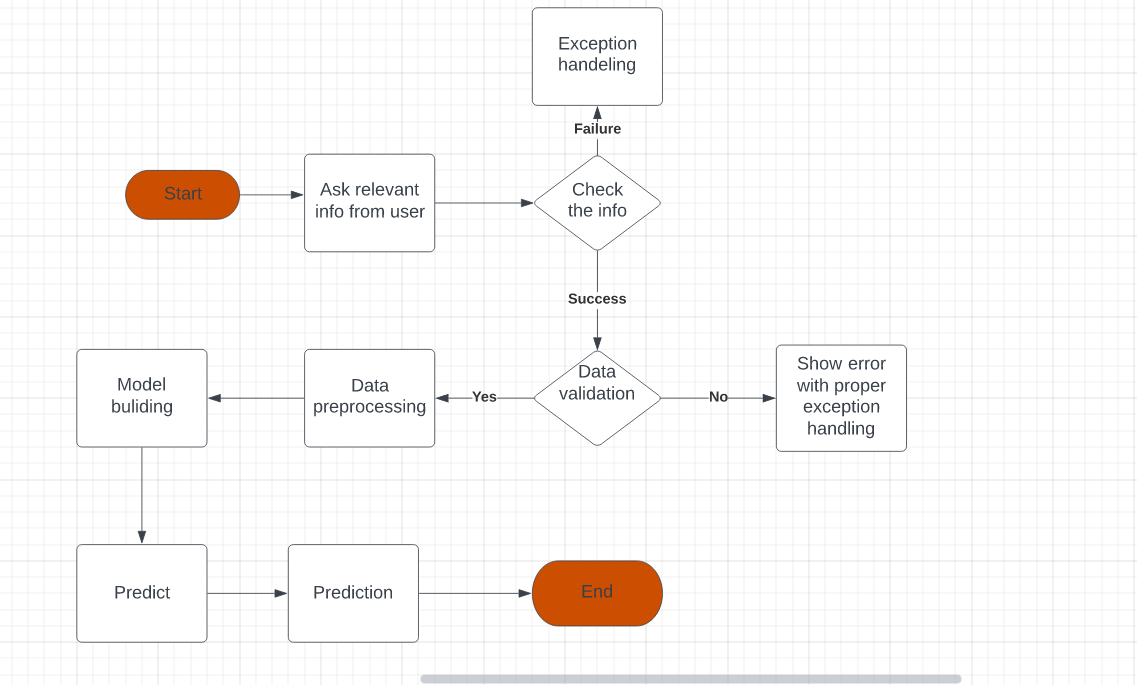 Exception
handeling
Failure
Start
Ask relevant
info from user
Check
the info
Success
Model
buliding
Data
preprocessing
Yes
Data
validation
No
Show error
with proper
exception
handling
Predict
Prediction
End